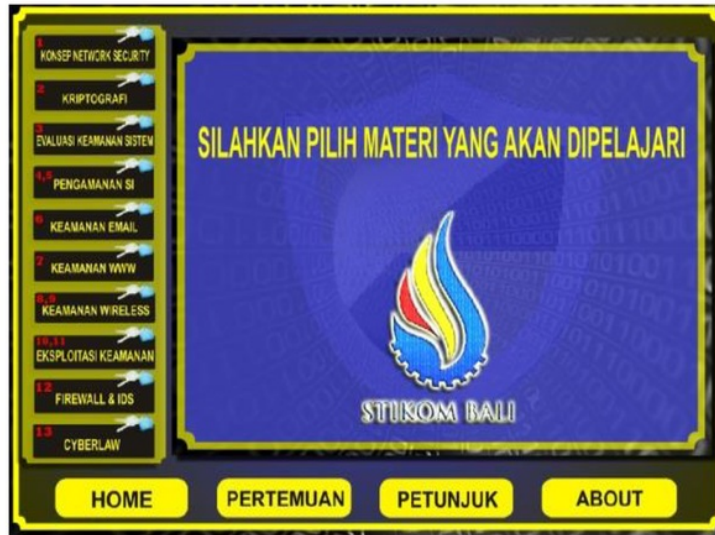 1
KONSEP NETWORK SECURITY
2
KRIPTOGRAFI
3
EVALUASI KEAMANAN SISTEM
4,5
PENGAMANAN SI
6
KEAMANAN EMAIL
7
KEAMANAN WWW
8,9
KEAMANAN WIRELESS
10,11
EKSPLOITASI KEAMANAN
12
FIREWALL & IDS
13
CYBERLAW
SILAHKAN PILIH MATERI YANG AKAN DIPELAJARI
STIKOM BALI
HOME
PERTEMUAN
PETUNJUK
ABOUT